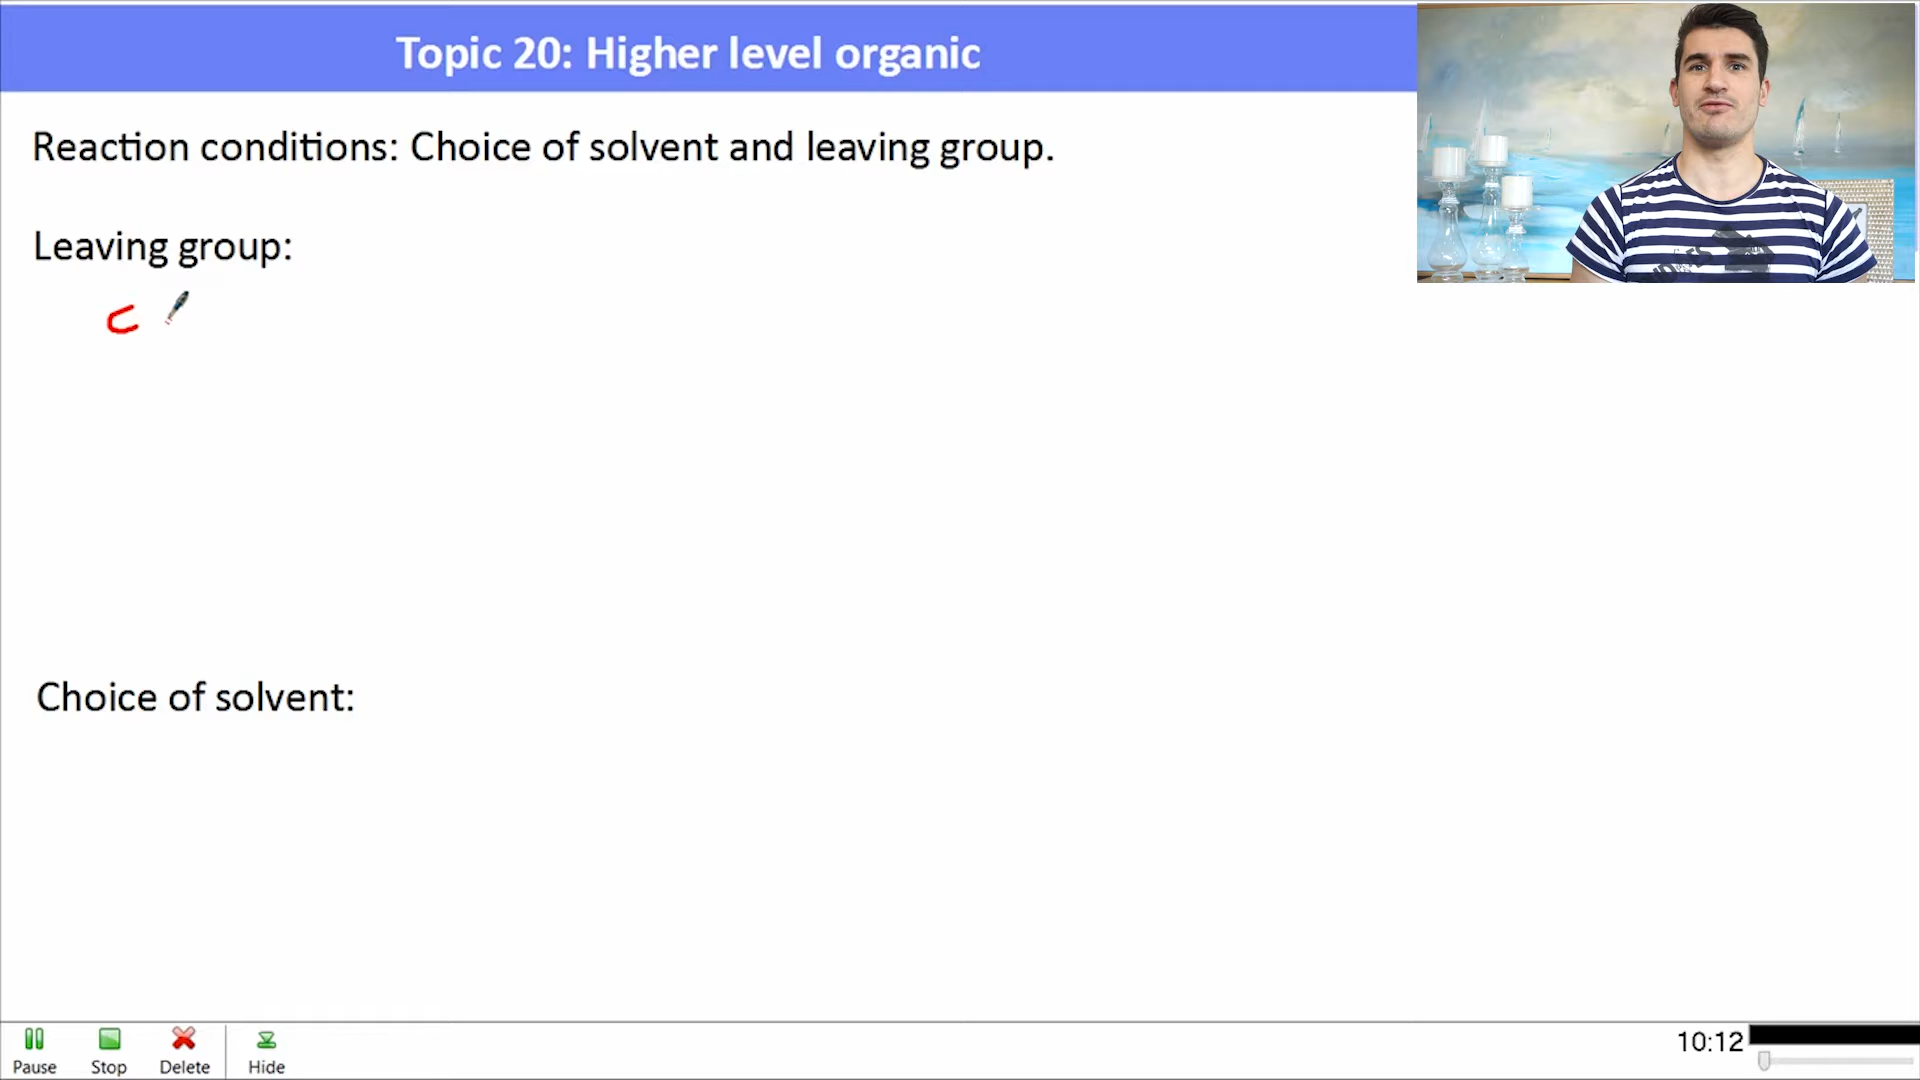 Topic 20: Higher level organic
Reaction conditions: Choice of solvent and leaving group.
Leaving group:
C
Choice of solvent:
Pause Stop Delete Hide
10:12